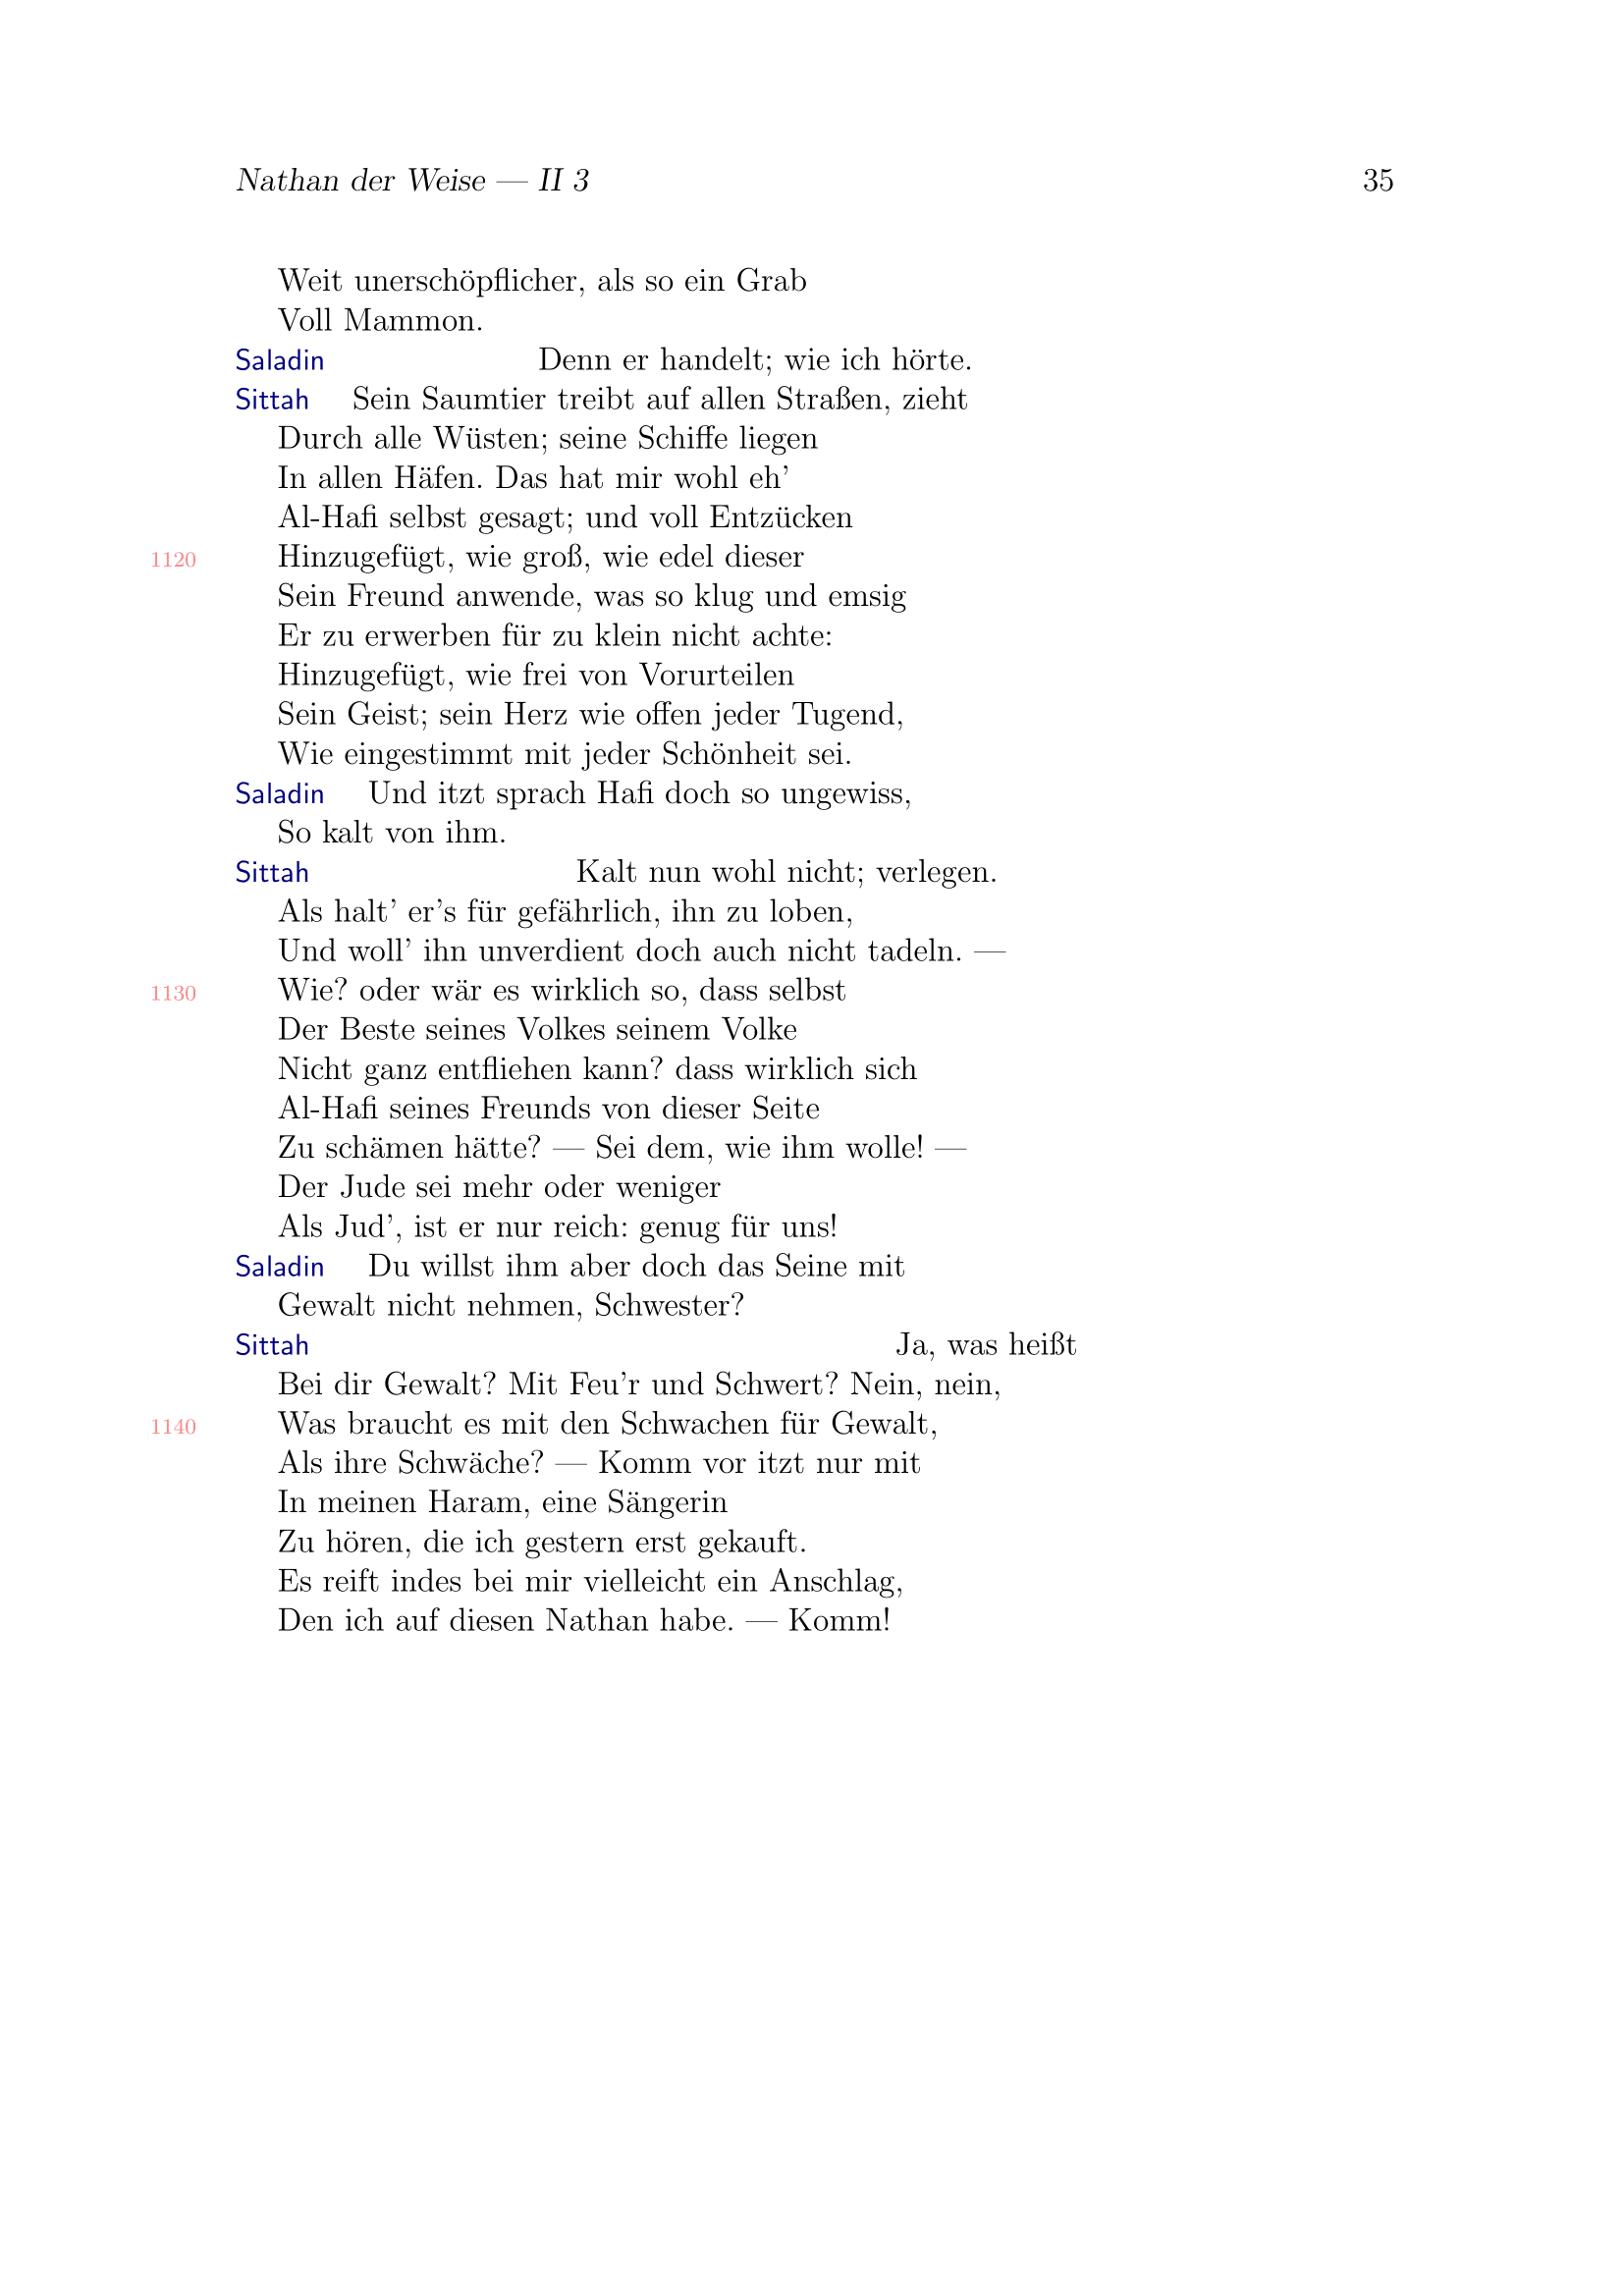 Nathan der Weise — II 3 35
Weit unerschöpflicher, als so ein Grab
Voll Mammon.
Saladin Denn er handelt; wie ich hörte.
Sittah Sein Saumtier treibt auf allen Straßen, zieht
Durch alle Wüsten; seine Schiffe liegen
In allen Häfen. Das hat mir wohl eh’
Al-Hafi selbst gesagt; und voll Entzücken
1120 Hinzugefügt, wie groß, wie edel dieser
Sein Freund anwende, was so klug und emsig
Er zu erwerben für zu klein nicht achte:
Hinzugefügt, wie frei von Vorurteilen
Sein Geist; sein Herz wie offen jeder Tugend,
Wie eingestimmt mit jeder Schönheit sei.
Saladin Und itzt sprach Hafi doch so ungewiss,
So kalt von ihm.
Sittah Kalt nun wohl nicht; verlegen.
Als halt’ er’s für gefährlich, ihn zu loben,
Und woll’ ihn unverdient doch auch nicht tadeln. —
1130 Wie? oder wär es wirklich so, dass selbst
Der Beste seines Volkes seinem Volke
Nicht ganz entfliehen kann? dass wirklich sich
Al-Hafi seines Freunds von dieser Seite
Zu schämen hätte? — Sei dem, wie ihm wolle! —
Der Jude sei mehr oder weniger
Als Jud’, ist er nur reich: genug für uns!
Saladin Du willst ihm aber doch das Seine mit
Gewalt nicht nehmen, Schwester?
Sittah Ja, was heißt
Bei dir Gewalt? Mit Feu’r und Schwert? Nein, nein,
1140 Was braucht es mit den Schwachen für Gewalt,
Als ihre Schwäche? — Komm vor itzt nur mit
In meinen Haram, eine Sängerin
Zu hören, die ich gestern erst gekauft.
Es reift indes bei mir vielleicht ein Anschlag,
Den ich auf diesen Nathan habe. — Komm!